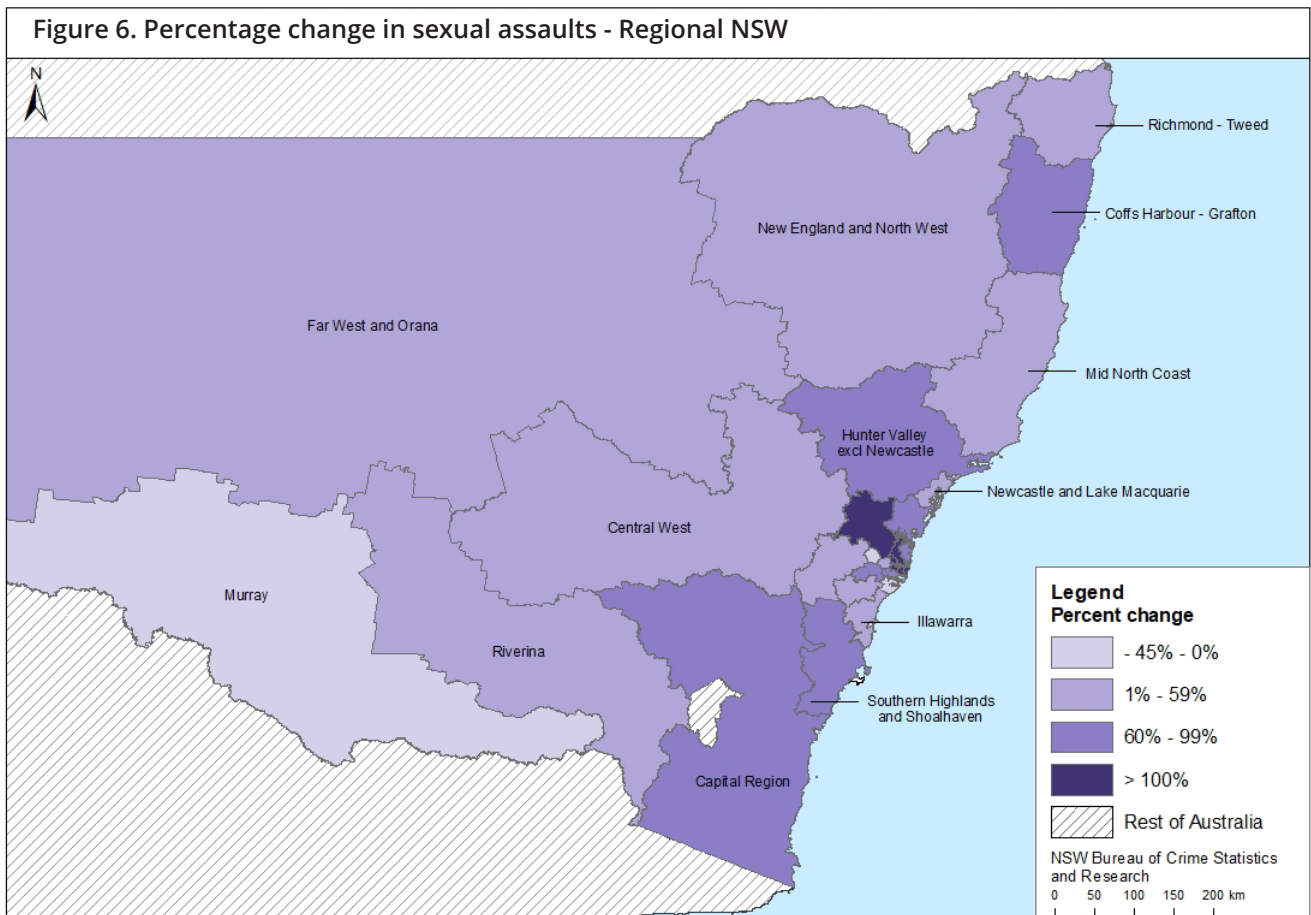 Figure 6. Percentage change in sexual assaults - Regional NSW
N
Richmond - Tweed
Coffs Harbour - Grafton
New England and North West
Far West and Orana
Mid North Coast
Hunter Valley
excl Newcastle
Newcastle and Lake Macquarie
Central West
Murray
Illawarra
Riverina
Southern Highlands
and Shoalhaven
Capital Region
Legend
Percent change
- 45% - 0%
1% - 59%
60% - 99%
> 100%
Rest of Australia
NSW Bureau of Crime Statistics
and Research
0 50 100 150 200 km